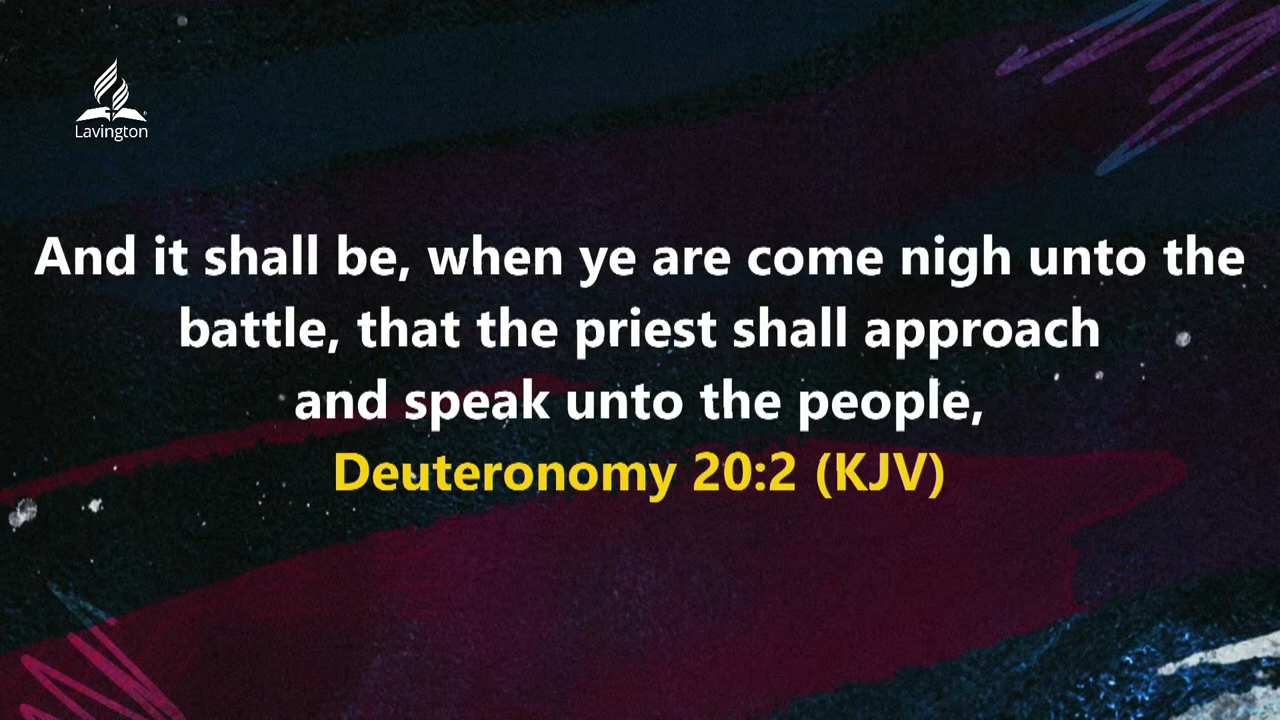 Lavington
And it shall be, when ye are come nigh unto the
battle, that the priest shall approach
and speak unto the people,
Deuteronomy 20:2 (KJV)